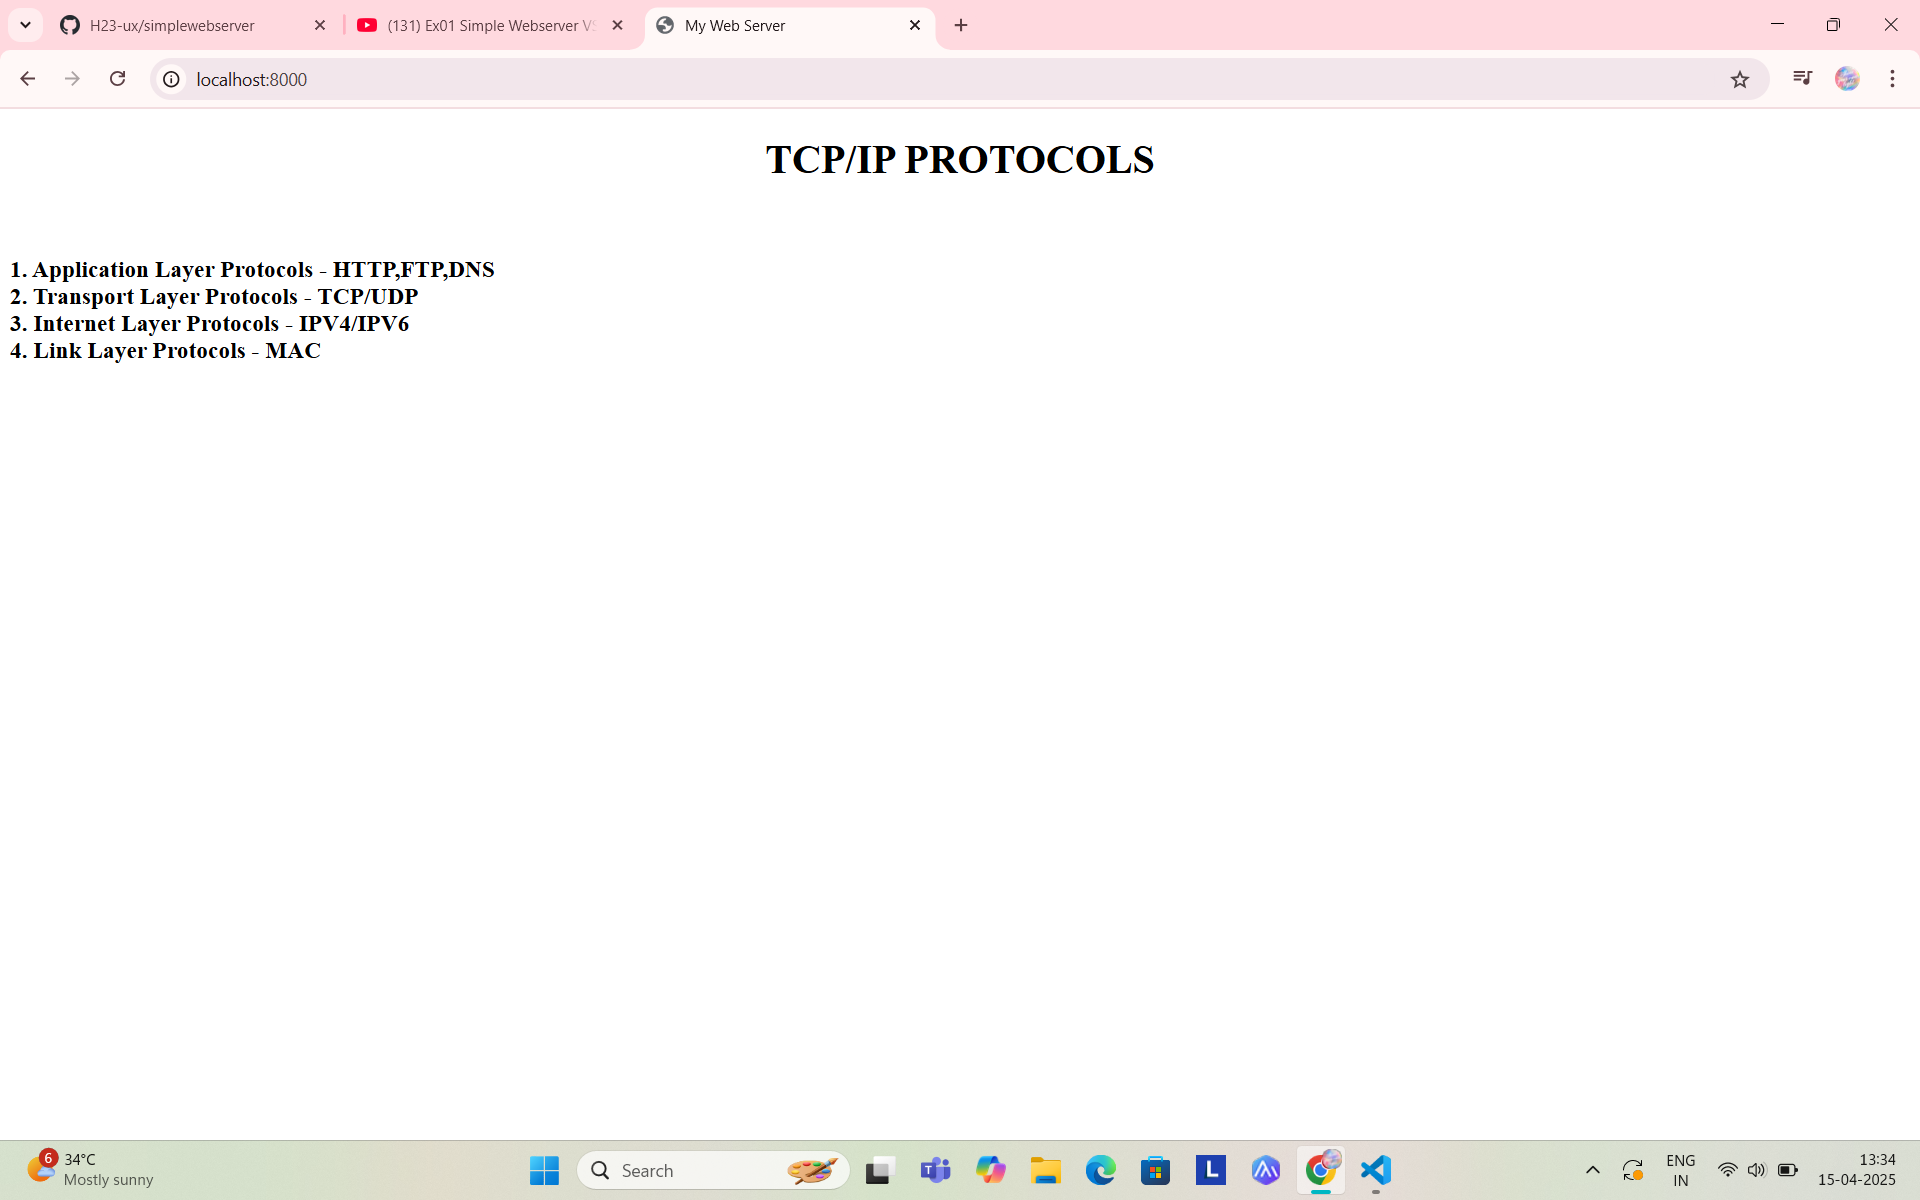 H23-ux/simplewebserver
(131) Ex01 Simple Webserver VS
My Web Server
localhost:8000
TCP/IP PROTOCOLS
1. Application Layer Protocols - HTTP,FTP,DNS
2. Transport Layer Protocols - TCP/UDP
3. Internet Layer Protocols - IPV4/IPV6
4. Link Layer Protocols - MAC
6
34°C
Mostly sunny
Search
L
ENG
IN
13:34
15-04-2025